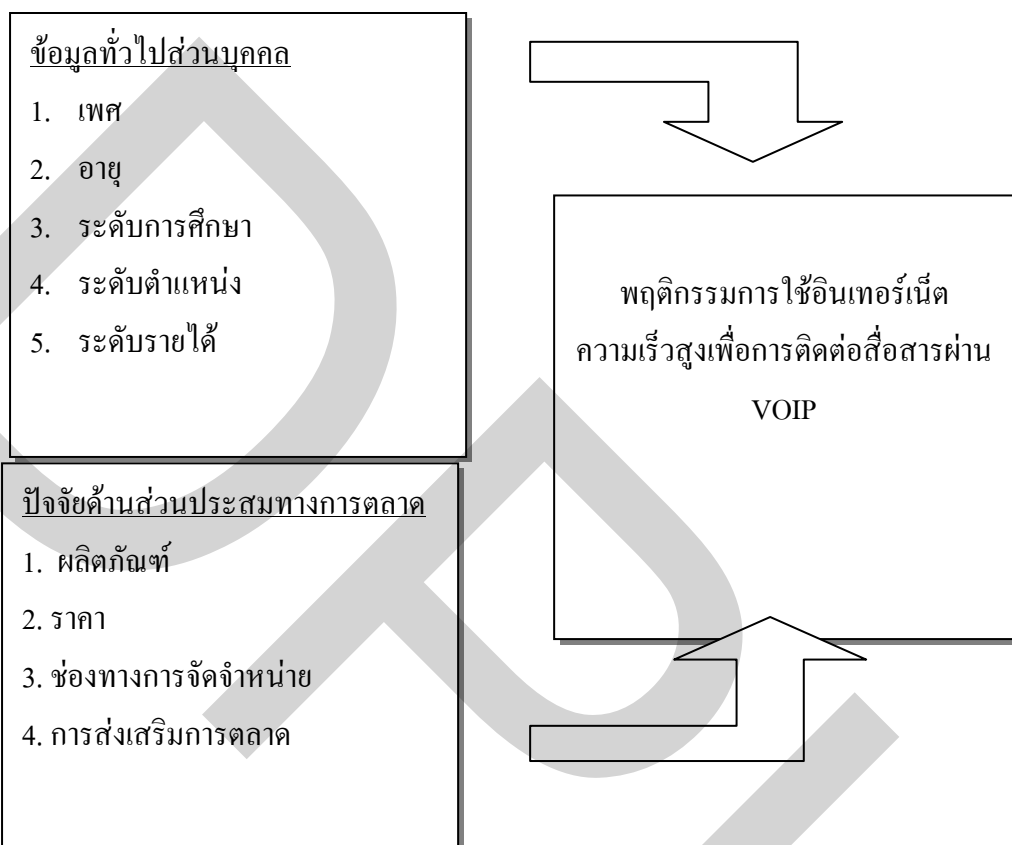 ข้อมูลทั่วไปส่วนบุคคล
1. เพศ
2. อายุ
3. ระดับการศึกษา
4. ระดับตำแหน่ง
5. ระดับรายได้
ปัจจัยด้านส่วนประสมทางการตลาด
1. ผลิตภัณฑ์
2. ราคา
3. ช่องทางการจัดจำหน่าย
4. การส่งเสริมการตลาด
พฤติกรรมการใช้อินเทอร์เน็ต
ความเร็วสูงเพื่อการติดต่อสื่อสารผ่าน
VOIP